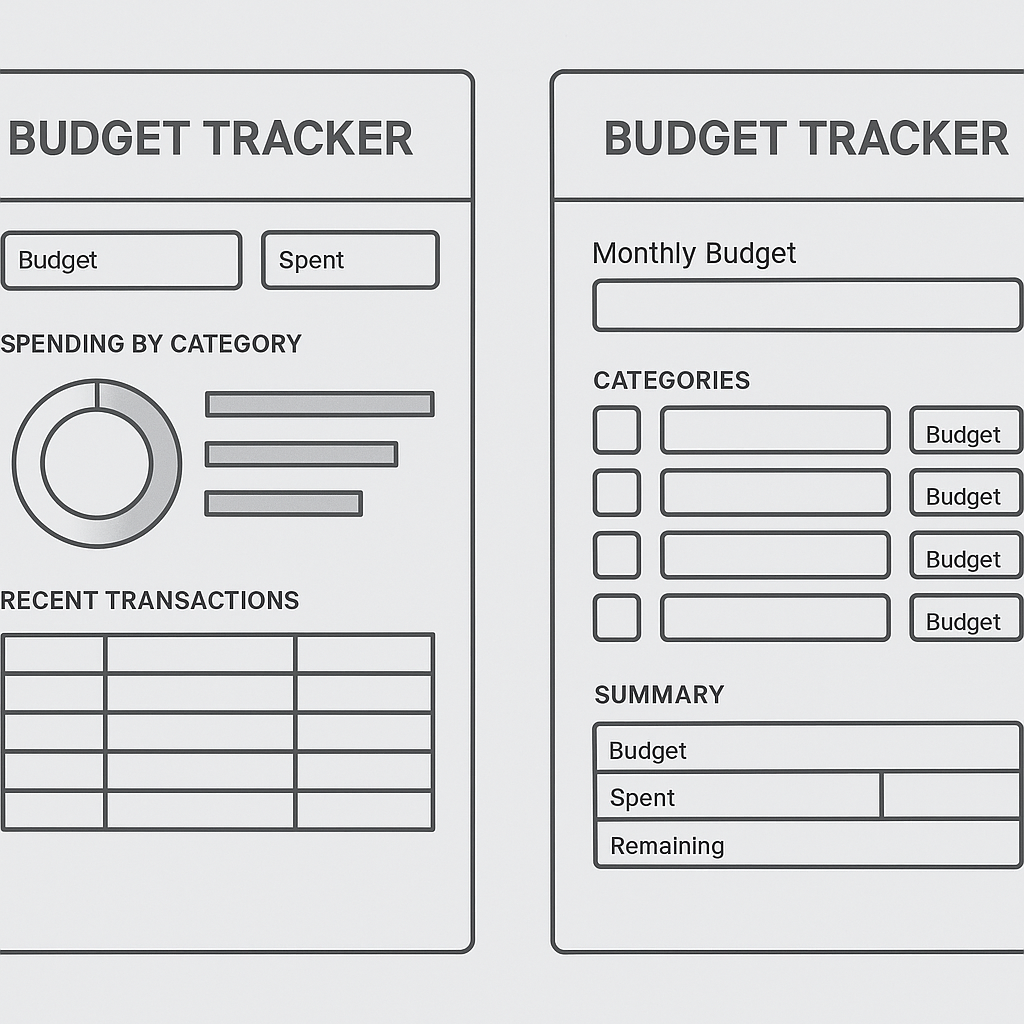 BUDGET TRACKER
Budget
Spent
SPENDING BY CATEGORY
RECENT TRANSACTIONS
BUDGET TRACKER
Monthly Budget
CATEGORIES
Budget
Budget
Budget
Budget
SUMMARY
Budget
Spent
Remaining